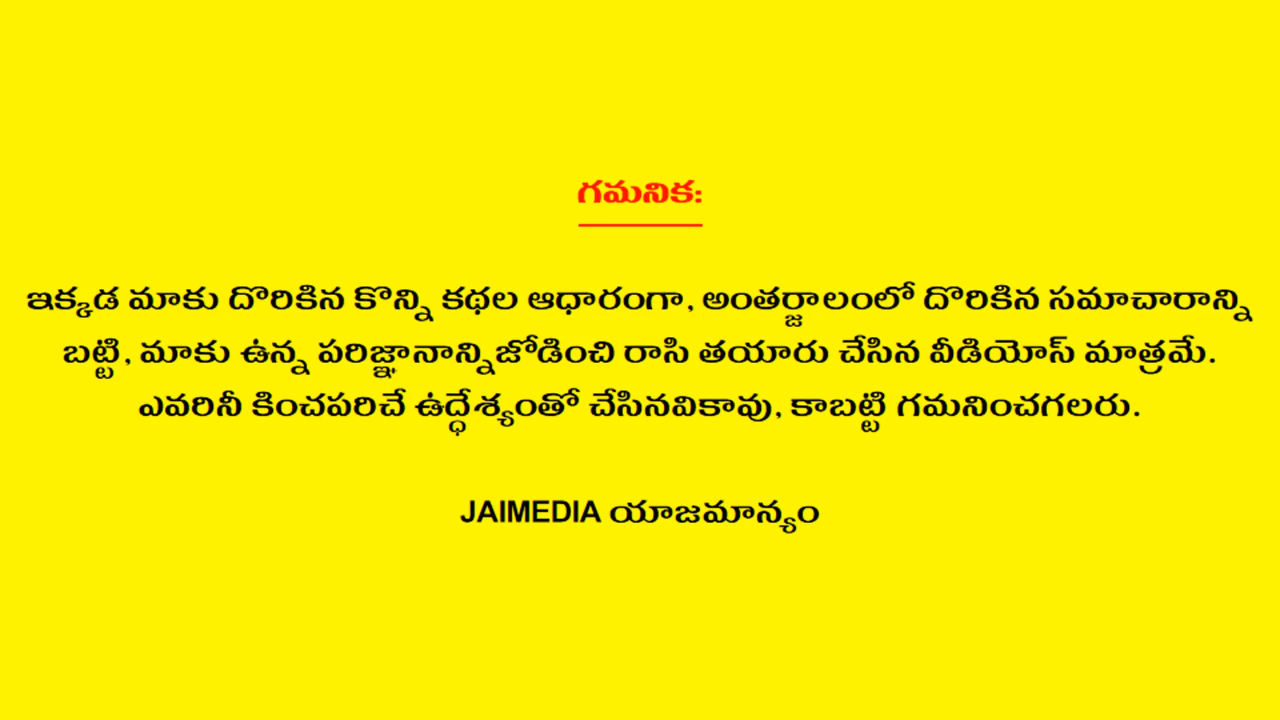 గమనిక:
ఇక్కడ మాకు దొరికిన కొన్ని కథల ఆధారంగా, అంతర్జాలంలో దొరికిన సమాచారాన్ని
బట్టి, మాకు ఉన్న పరిజ్ఞానాన్నిజోడించి రాసి తయారు చేసిన వీడియోస్ మాత్రమే.
ఎవరినీ కించపరిచే ఉద్ధేశ్యంతో చేసినవికావు, కాబట్టి గమనించగలరు.
JAIMEDIA యాజమాన్యం